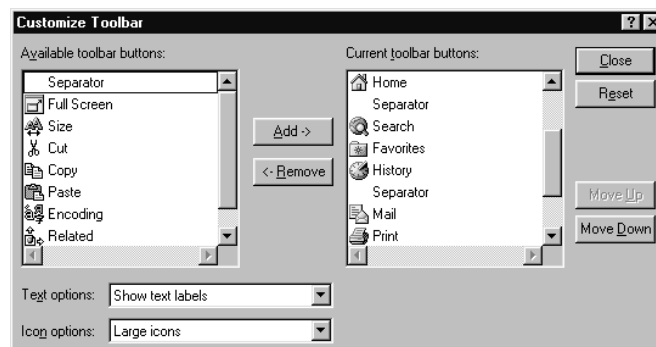 Customize Toolbar
Available toolbar buttons:
Separator
Full Screen
Size
Cut
Copy
Paste
Encoding
Related
Add ->
<- Remove
Current toolbar buttons:
Home
Separator
Search
Favorites
History
Separator
Mail
Print
Close
Reset
Move Up
Move Down
Text options: Show text labels
Icon options: Large icons